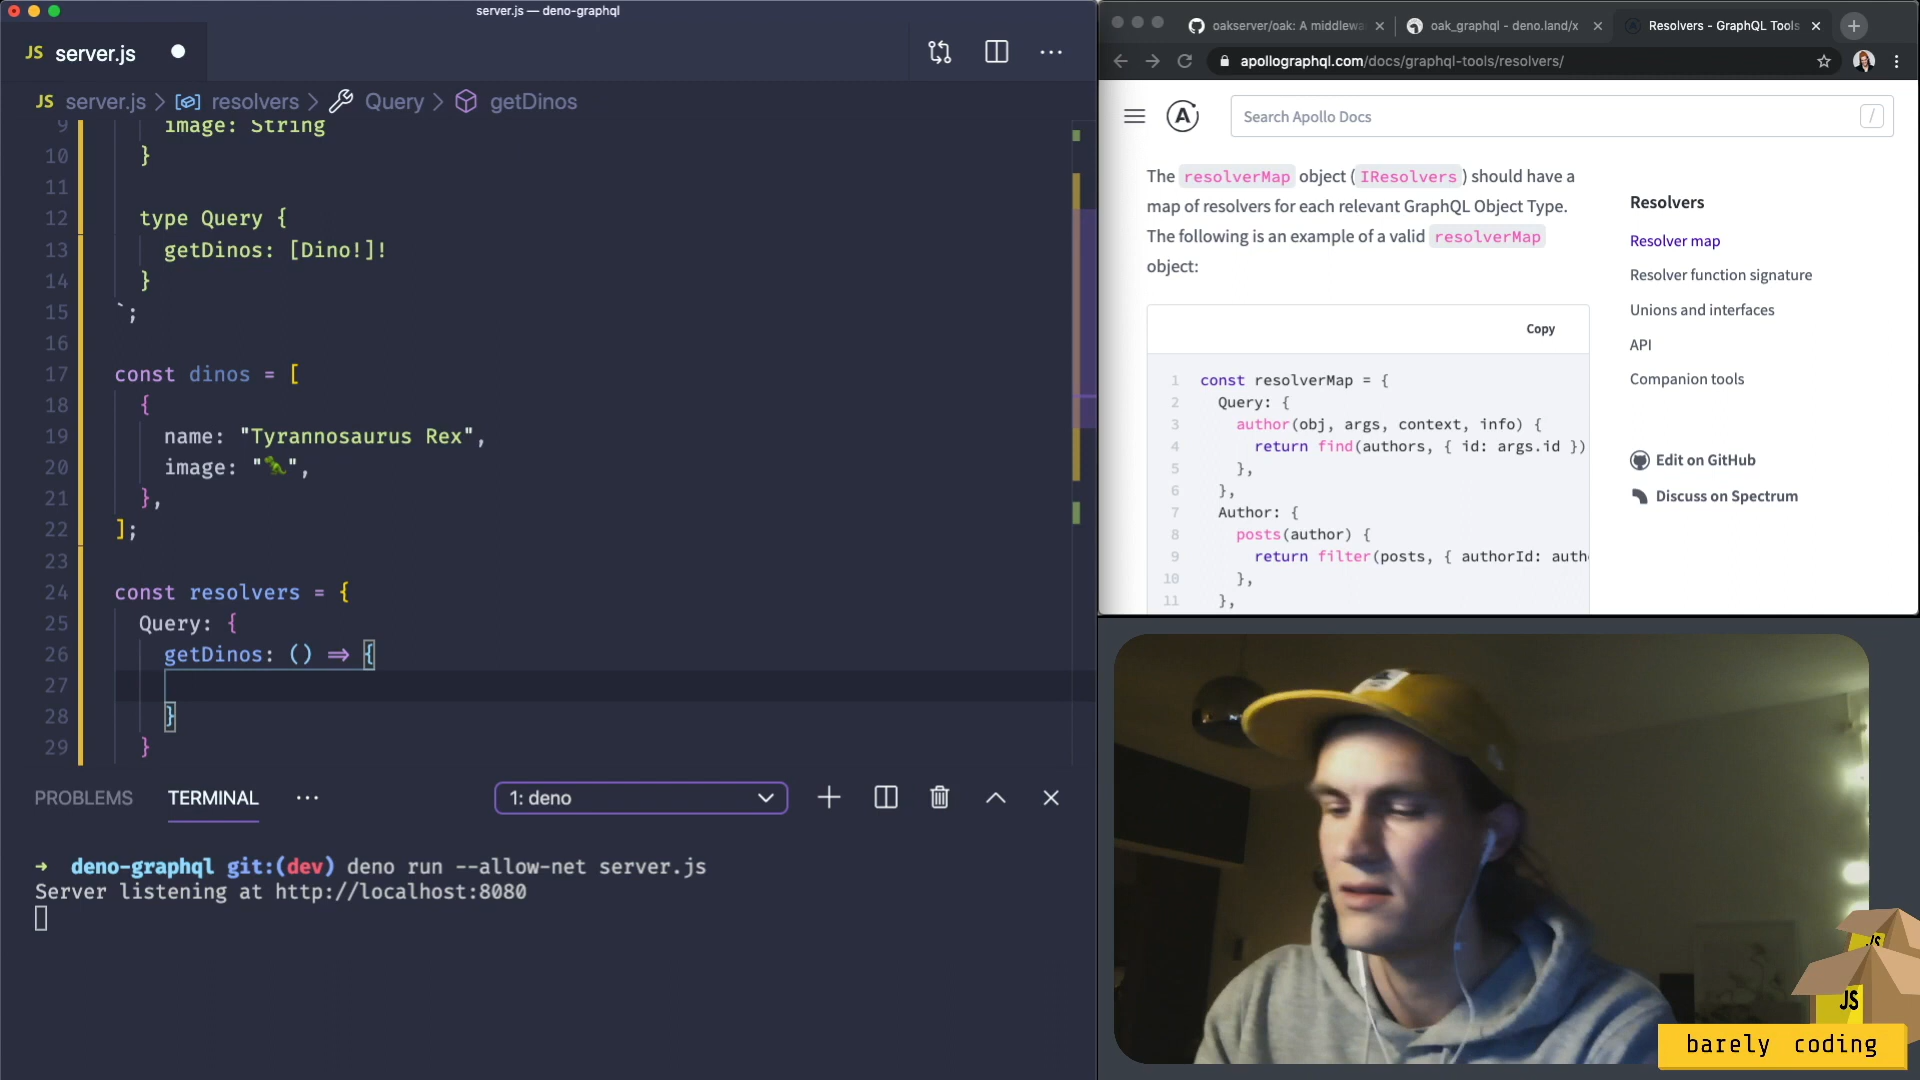 server.js — deno-graphql
JS server.js
JS server.js > resolvers > Query > getDinos
9 image: String
10 }
11
12 type Query {
13 getDinos: [Dino!]!
14 }
15 `;
16
17 const dinos = [
18 {
19 name: "Tyrannosaurus Rex",
20 image: "🦖",
21 },
22 ];
23
24 const resolvers = {
25 Query: {
26 getDinos: () => {
27
28 }
29 }
PROBLEMS TERMINAL ···
1: deno
➜ deno-graphql git:(dev) deno run --allow-net server.js
Server listening at http://localhost:8080
oakserver/oak: A middlewa
oak_graphql - deno.land/x
Resolvers - GraphQL Tools
apollographql.com/docs/graphql-tools/resolvers/
Search Apollo Docs /
The resolverMap object (IResolvers) should have a
map of resolvers for each relevant GraphQL Object Type.
The following is an example of a valid resolverMap
object:
Copy
1 const resolverMap = {
2 Query: {
3 author(obj, args, context, info) {
4 return find(authors, { id: args.id })
5 },
6 },
7 Author: {
8 posts(author) {
9 return filter(posts, { authorId: auth
10 },
11 },
Resolvers
Resolver map
Resolver function signature
Unions and interfaces
API
Companion tools
Edit on GitHub
Discuss on Spectrum
JS
JS
barely coding